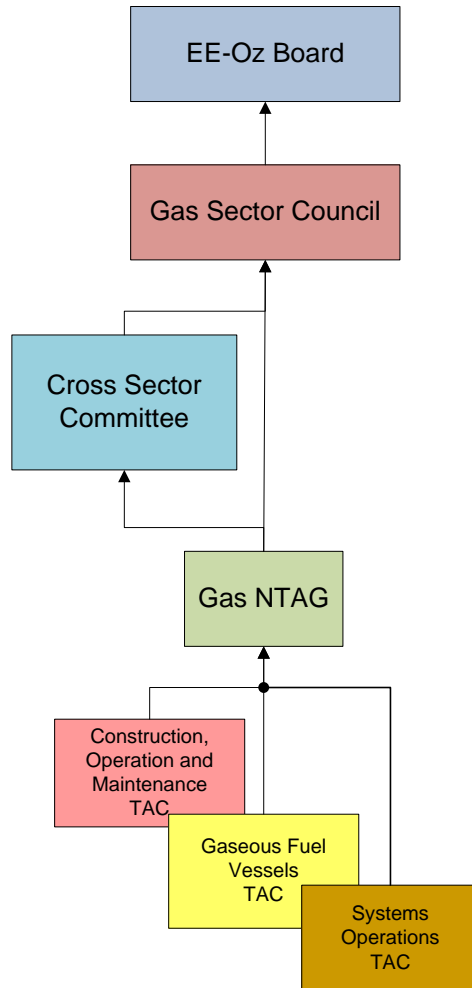 EE-Oz Board
Gas Sector Council
Cross Sector
Committee
Gas NTAG
Construction,
Operation and
Maintenance
TAC
Gaseous Fuel
Vessels
TAC
Systems
Operations
TAC